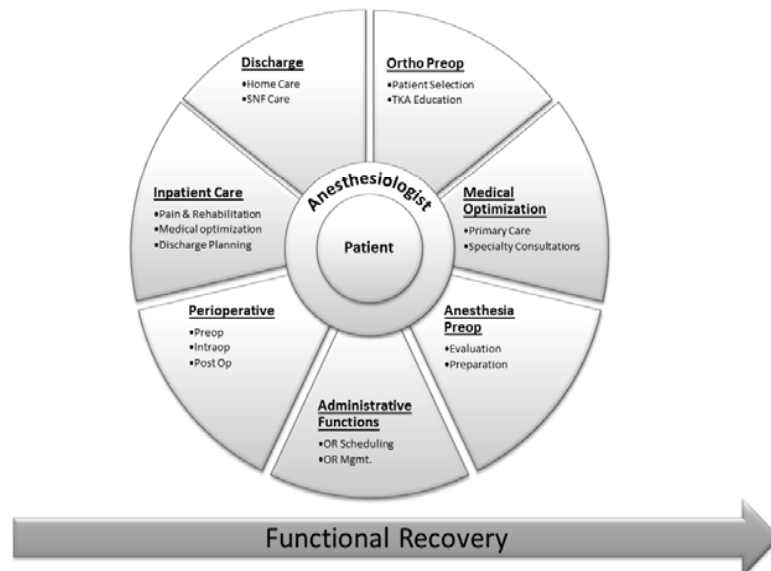 Discharge
•Home Care
•SNF Care
Ortho Preop
•Patient Selection
•TKA Education
Inpatient Care
•Pain & Rehabilitation
•Medical optimization
•Discharge Planning
Anesthesiologist
Patient
Medical
Optimization
•Primary Care
•Specialty Consultations
Perioperative
•Preop
•Intraop
•Post Op
Anesthesia
Preop
•Evaluation
•Preparation
Administrative
Functions
•OR Scheduling
•OR Mgmt.
Functional Recovery